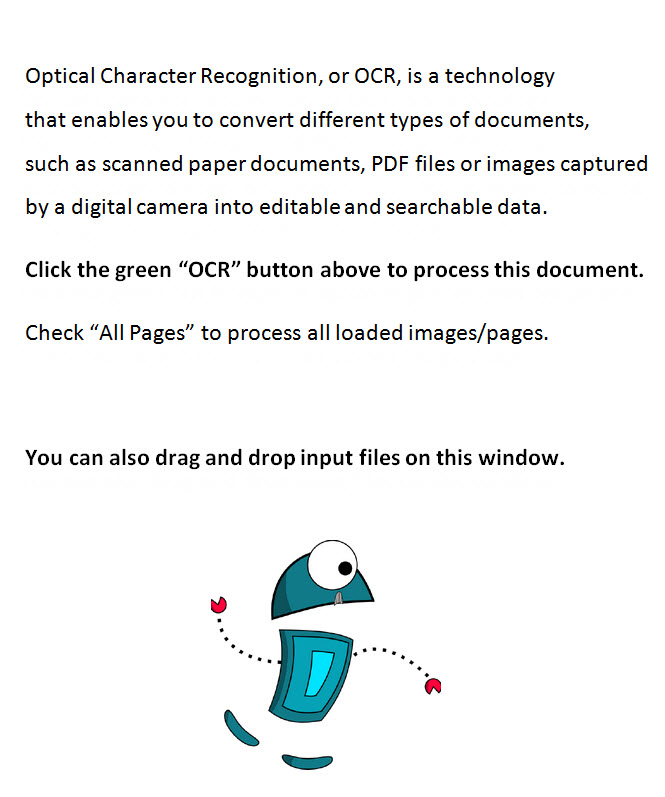 Optical Character Recognition, or OCR, is a technology
that enables you to convert different types of documents,
such as scanned paper documents, PDF files or images captured
by a digital camera into editable and searchable data.
Click the green “OCR” button above to process this document.
Check “All Pages” to process all loaded images/pages.
You can also drag and drop input files on this window.